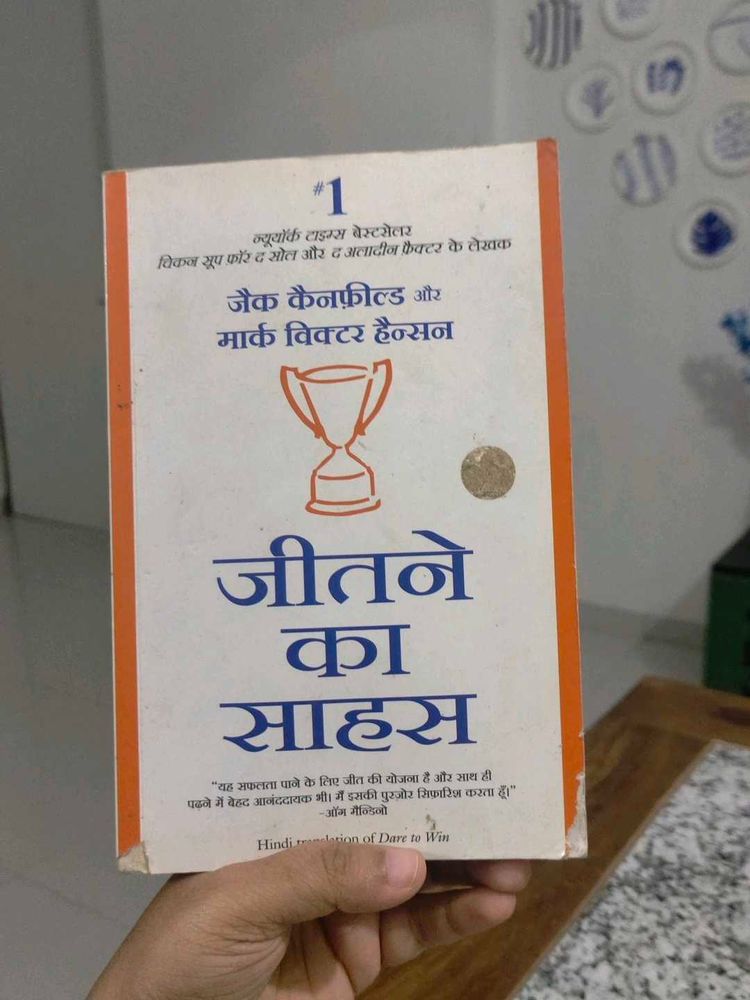 #1
न्यूयॉर्क टाइम्स बेस्टसेलर
चिकन सूप फ़ॉर द सोल और द अलादीन फ़ैक्टर के लेखक
जैक कैनफ़ील्ड और
मार्क विक्टर हैन्सन
जीतने
का
साहस
“यह सफलता पाने के लिए जीत की योजना है और साथ ही
पढ़ने में बेहद आनंददायक भी। मैं इसकी पुरज़ोर सिफ़ारिश करता हूँ।”
-ऑग मैन्डिनो
Hindi translation of Dare to Win